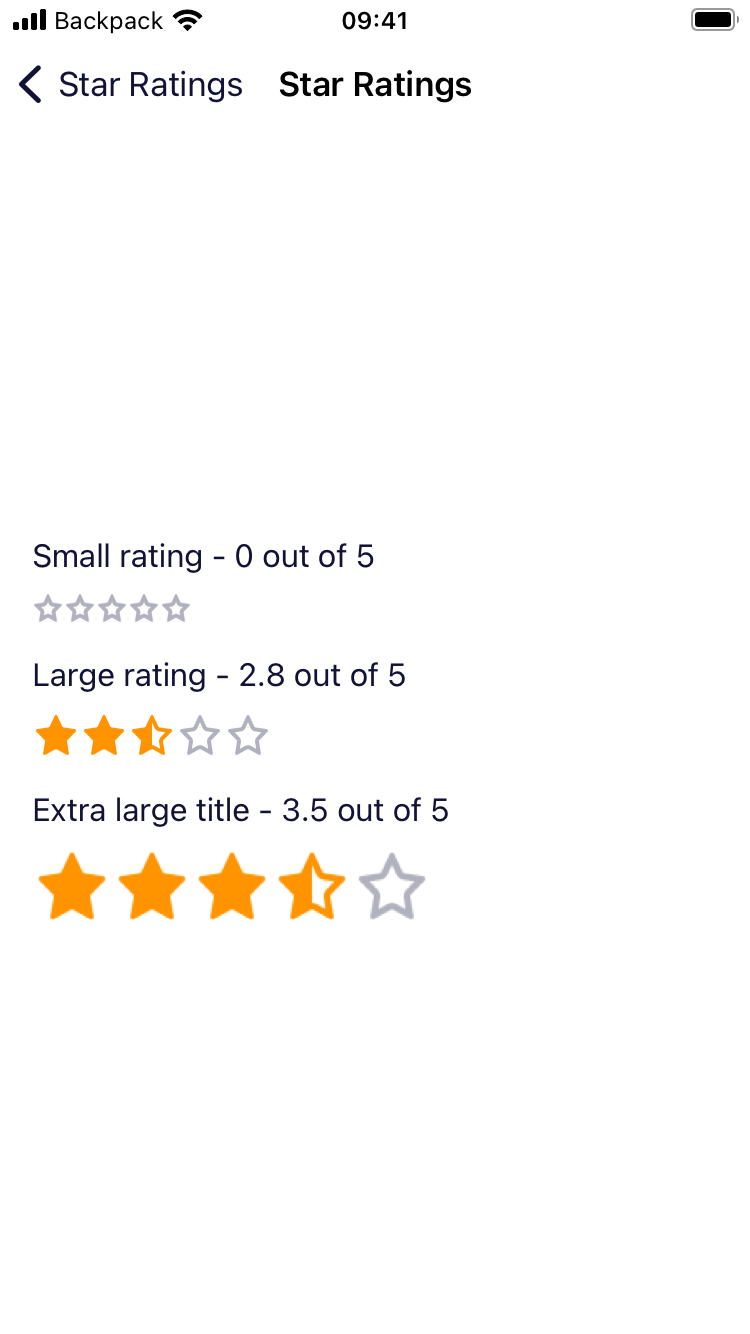 Backpack 09:41
Star Ratings Star Ratings
Small rating - 0 out of 5
Large rating - 2.8 out of 5
Extra large title - 3.5 out of 5